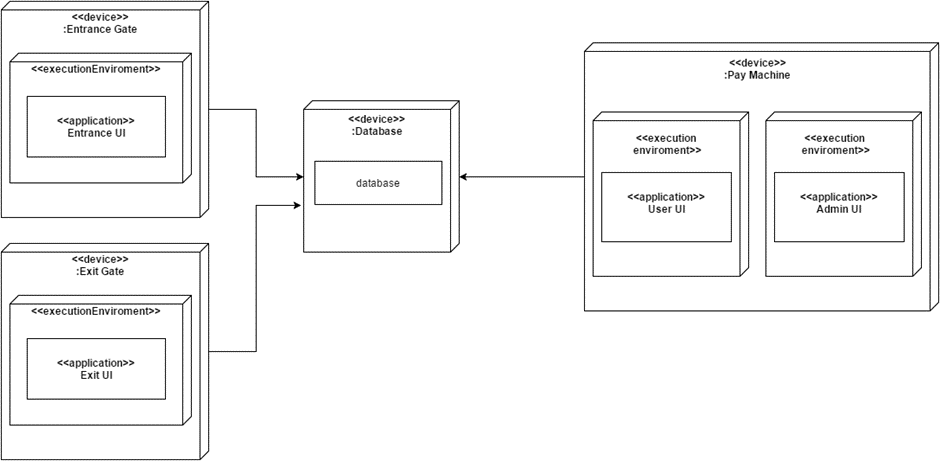 <<device>>
:Entrance Gate
<<executionEnviroment>>
<<application>>
Entrance UI
<<device>>
:Exit Gate
<<executionEnviroment>>
<<application>>
Exit UI
<<device>>
:Database
database
<<device>>
:Pay Machine
<<execution
enviroment>>
<<application>>
User UI
<<execution
enviroment>>
<<application>>
Admin UI